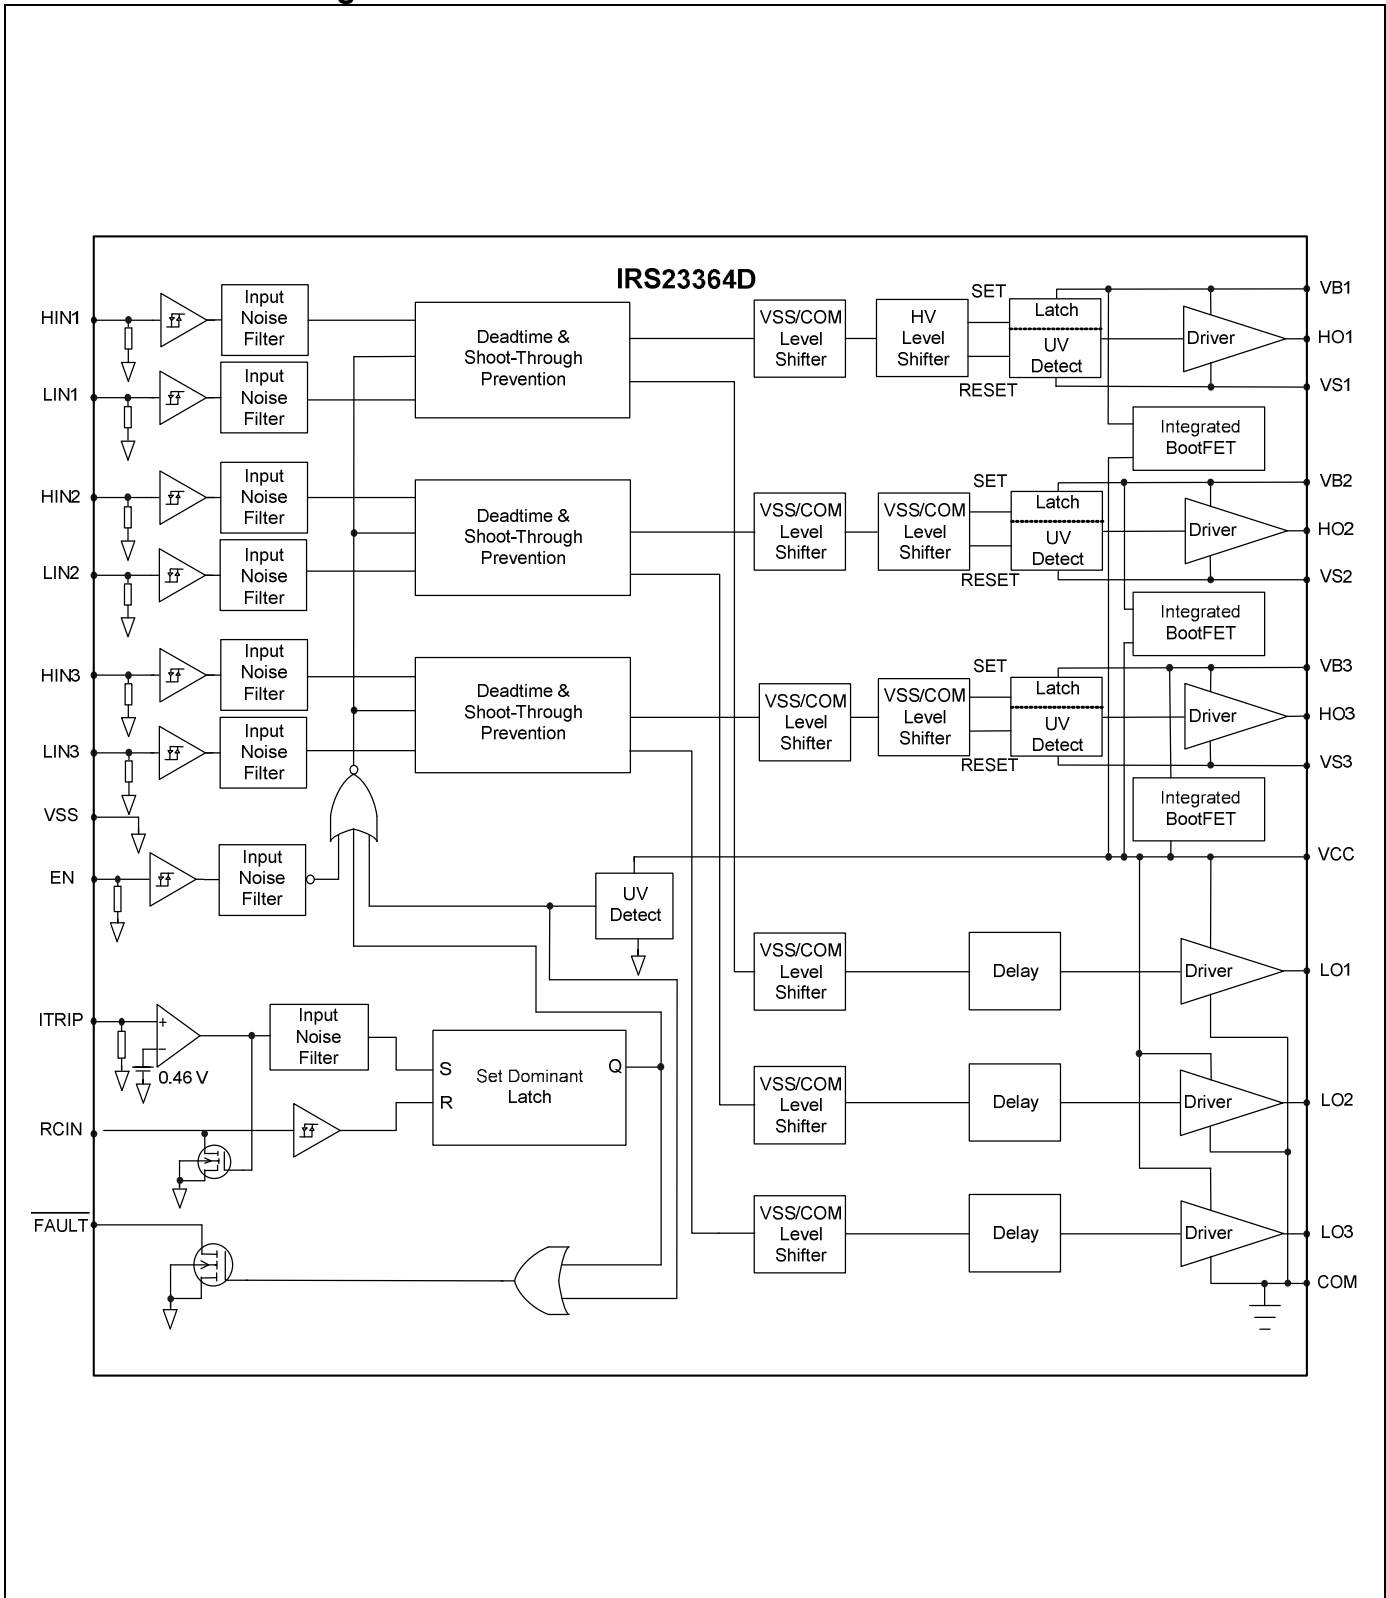 IRS23364D
HIN1
Input
Noise
Filter
LIN1
Input
Noise
Filter
Deadtime &
Shoot-Through
Prevention
VSS/COM
Level
Shifter
HV
Level
Shifter
SET
RESET
Latch
UV
Detect
Driver
VB1
HO1
VS1
Integrated
BootFET
HIN2
Input
Noise
Filter
LIN2
Input
Noise
Filter
Deadtime &
Shoot-Through
Prevention
VSS/COM
Level
Shifter
VSS/COM
Level
Shifter
SET
RESET
Latch
UV
Detect
Driver
VB2
HO2
VS2
Integrated
BootFET
HIN3
Input
Noise
Filter
LIN3
Input
Noise
Filter
Deadtime &
Shoot-Through
Prevention
VSS/COM
Level
Shifter
VSS/COM
Level
Shifter
SET
RESET
Latch
UV
Detect
Driver
VB3
HO3
VS3
Integrated
BootFET
VSS
VCC
EN
Input
Noise
Filter
UV
Detect
VSS/COM
Level
Shifter
Delay
Driver
LO1
ITRIP
+
−
0.46 V
Input
Noise
Filter
S
R
Q
Set Dominant
Latch
RCIN
VSS/COM
Level
Shifter
Delay
Driver
LO2
FAULT
VSS/COM
Level
Shifter
Delay
Driver
LO3
COM